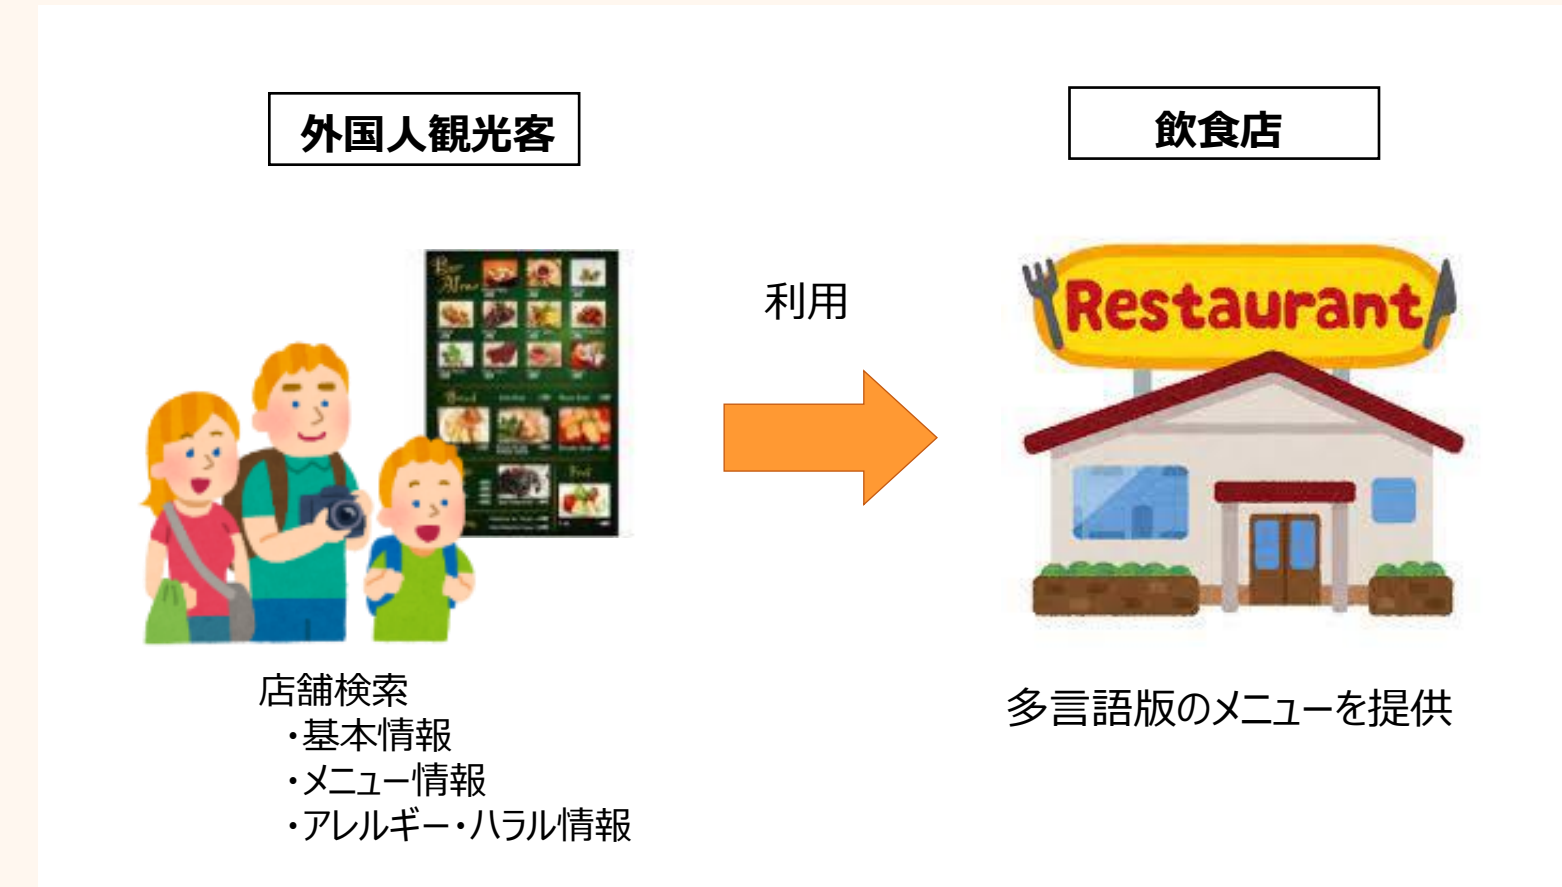 外国人観光客
飲食店
利用
Restaurant
店舗検索
・基本情報
・メニュー情報
・アレルギー・ハラル情報
多言語版のメニューを提供